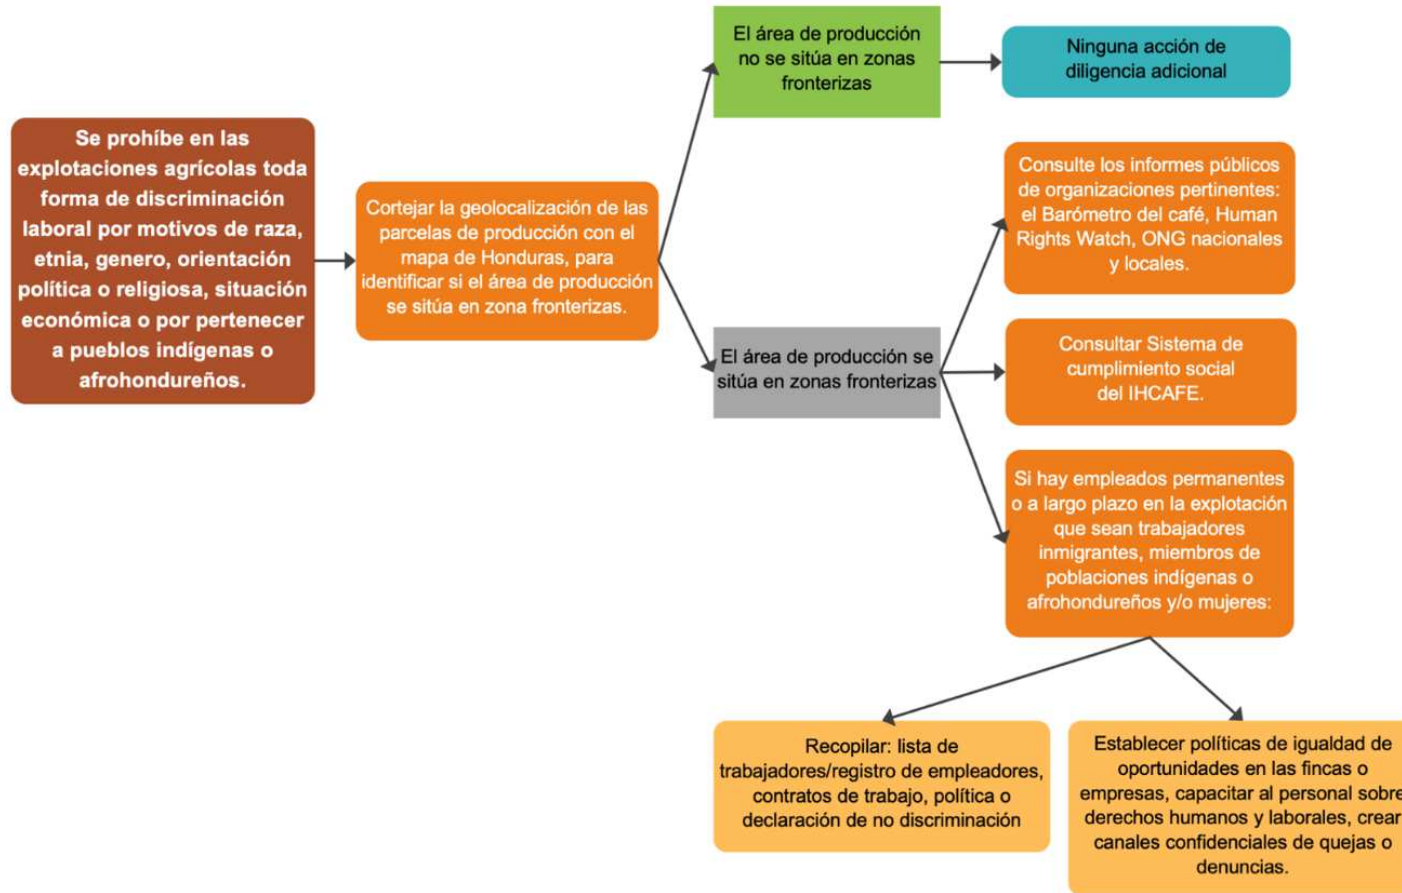 Se prohíbe en las
explotaciones agrícolas toda
forma de discriminación
laboral por motivos de raza,
etnia, genero, orientación
política o religiosa, situación
económica o por pertenecer
a pueblos indígenas o
afrohondureños.
Cortejar la geolocalización de las
parcelas de producción con el
mapa de Honduras, para
identificar si el área de producción
se sitúa en zona fronterizas.
El área de producción
no se sitúa en zonas
fronterizas
Ninguna acción de
diligencia adicional
El área de producción se
sitúa en zonas fronterizas
Consulte los informes públicos
de organizaciones pertinentes:
el Barómetro del café, Human
Rights Watch, ONG nacionales
y locales.
Consultar Sistema de
cumplimiento social
del IHCAFE.
Si hay empleados permanentes
o a largo plazo en la explotación
que sean trabajadores
inmigrantes, miembros de
poblaciones indígenas o
afrohondureños y/o mujeres:
Recopilar: lista de
trabajadores/registro de empleadores,
contratos de trabajo, política o
declaración de no discriminación
Establecer políticas de igualdad de
oportunidades en las fincas o
empresas, capacitar al personal sobre
derechos humanos y laborales, crear
canales confidenciales de quejas o
denuncias.